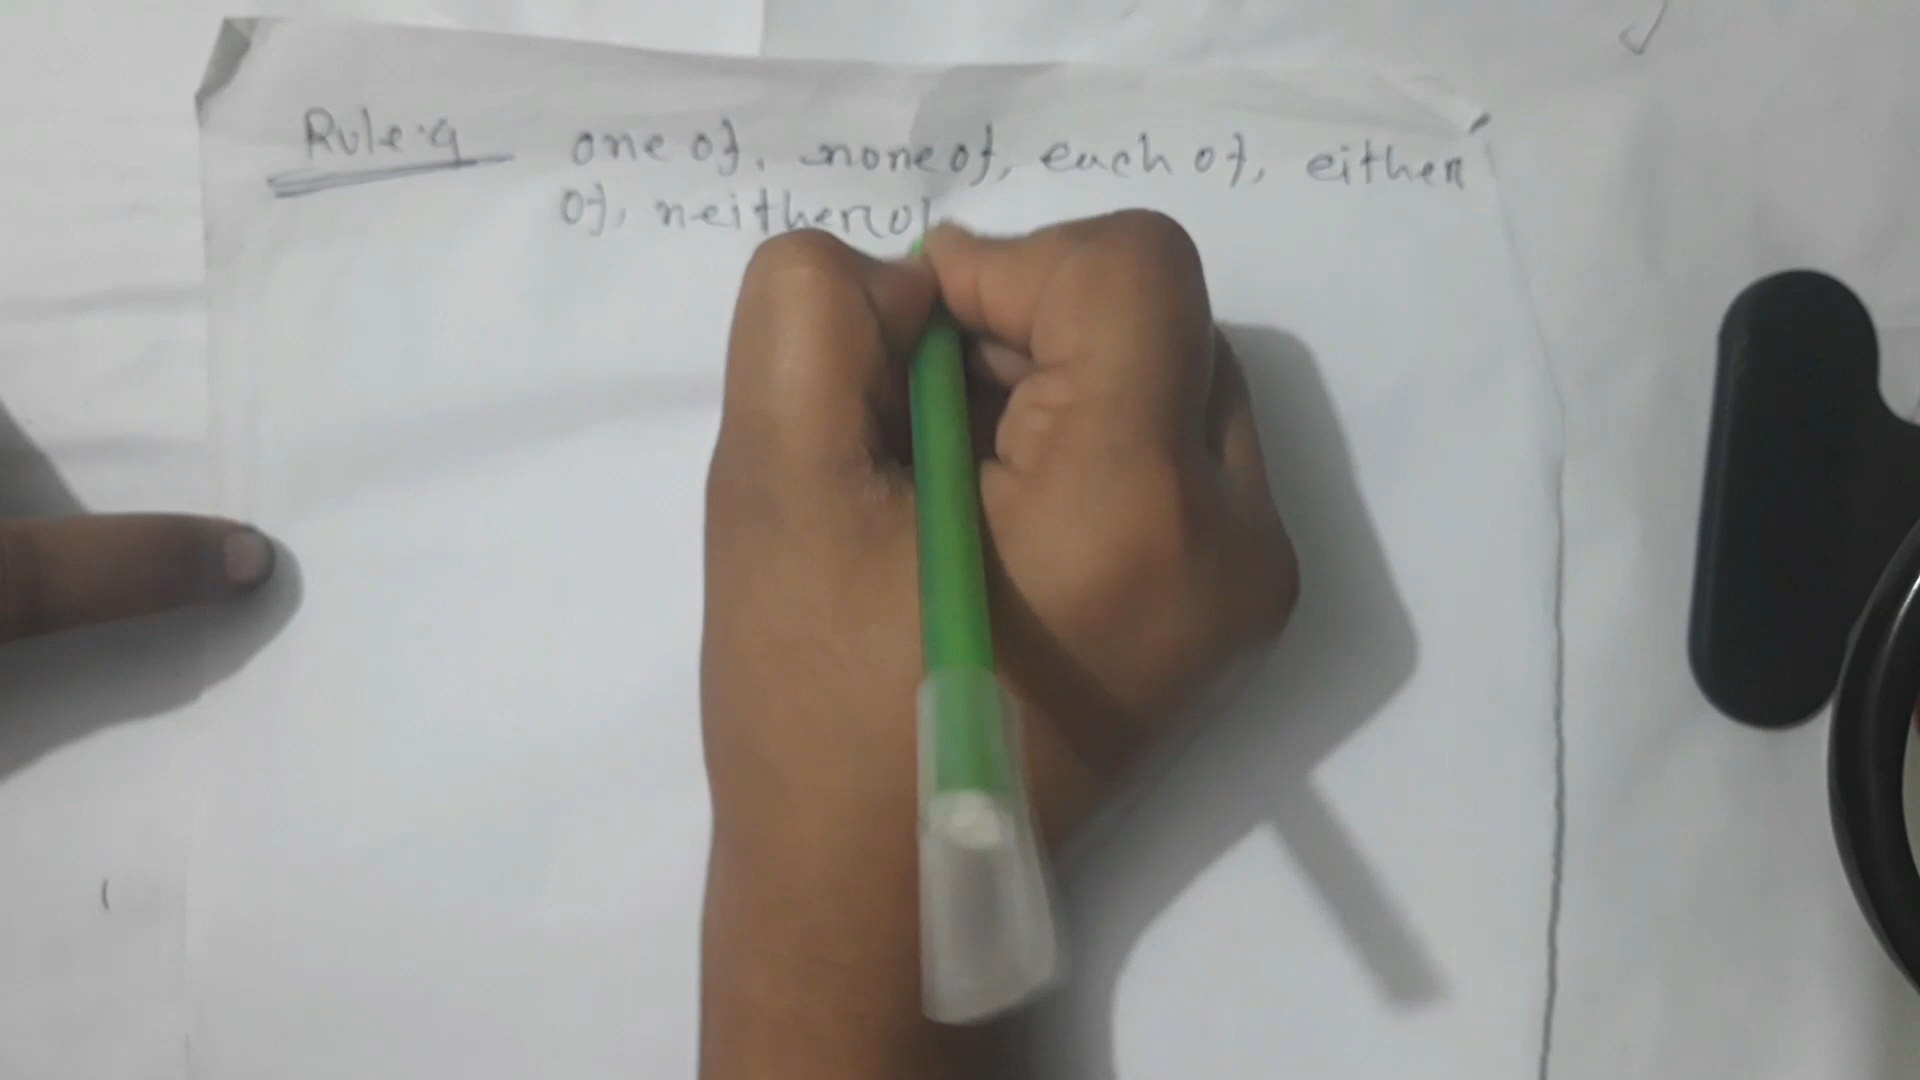 Rule:9 one of, none of, each of, either
of, neither of